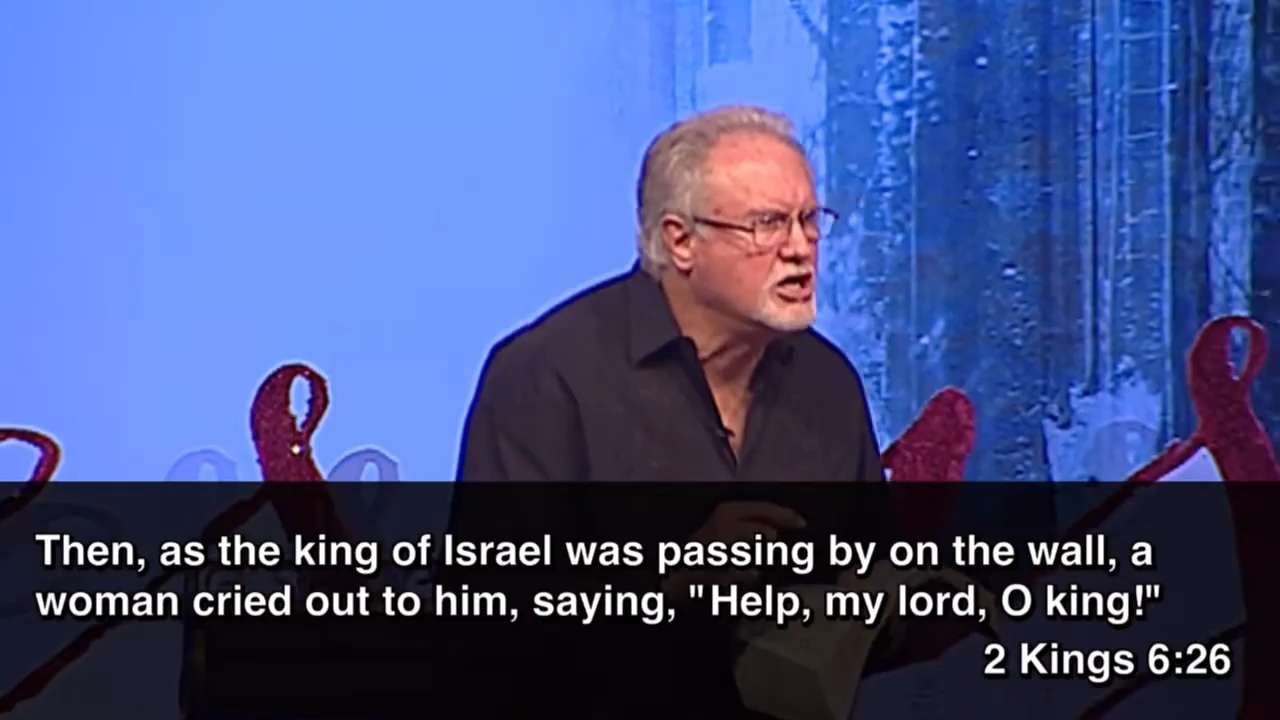 Then, as the king of Israel was passing by on the wall, a
woman cried out to him, saying, "Help, my lord, O king!"
2 Kings 6:26